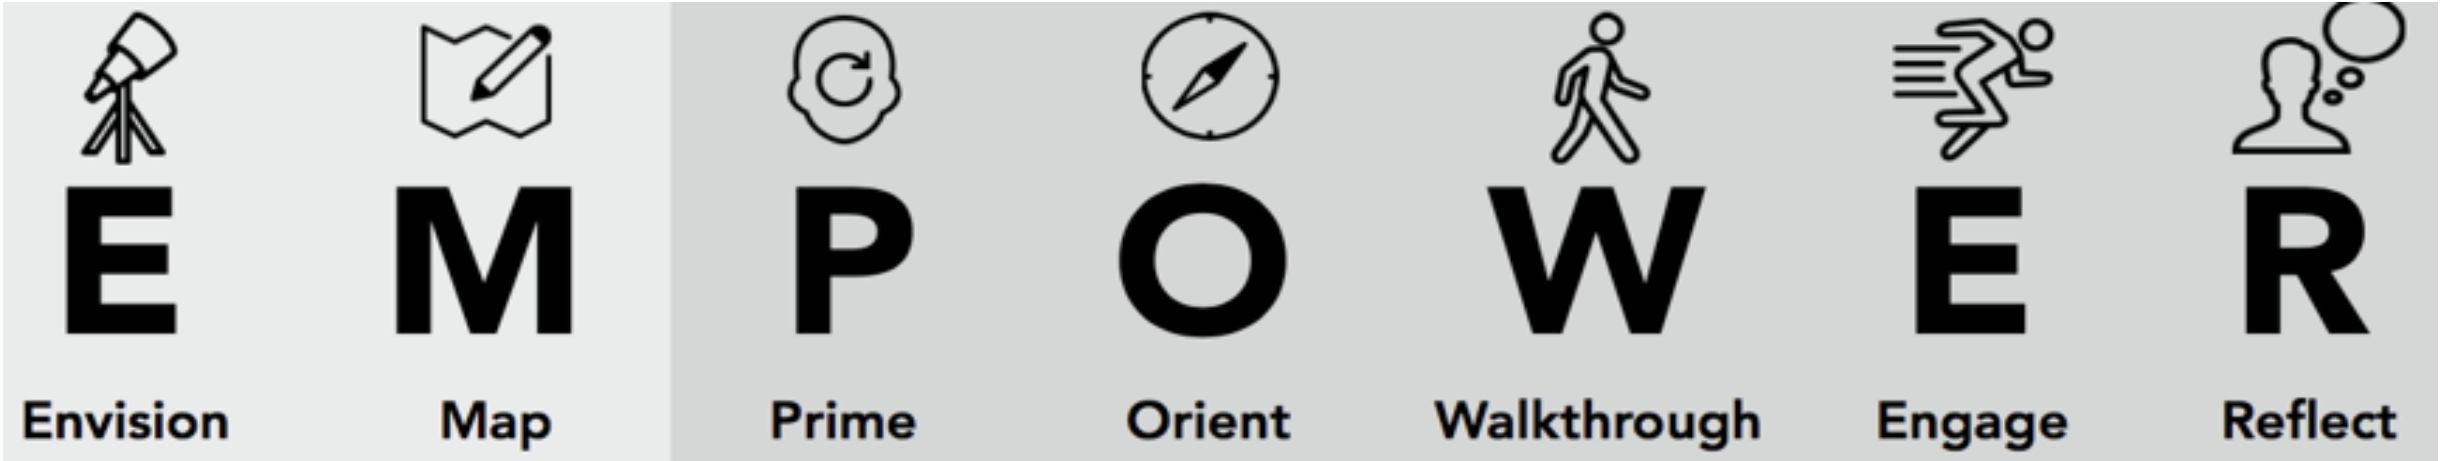 E M P O W E R
Envision Map Prime Orient Walkthrough Engage Reflect